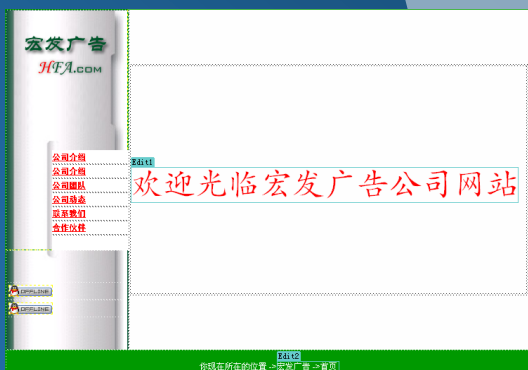 宏发广告
HFA.COM
公司介绍
公司介绍
公司团队
公司动态
联系我们
合作伙伴
Edit1
欢迎光临宏发广告公司网站
OFFLINE
OFFLINE
Edit2
你现在所在的位置 ->宏发广告 ->首页